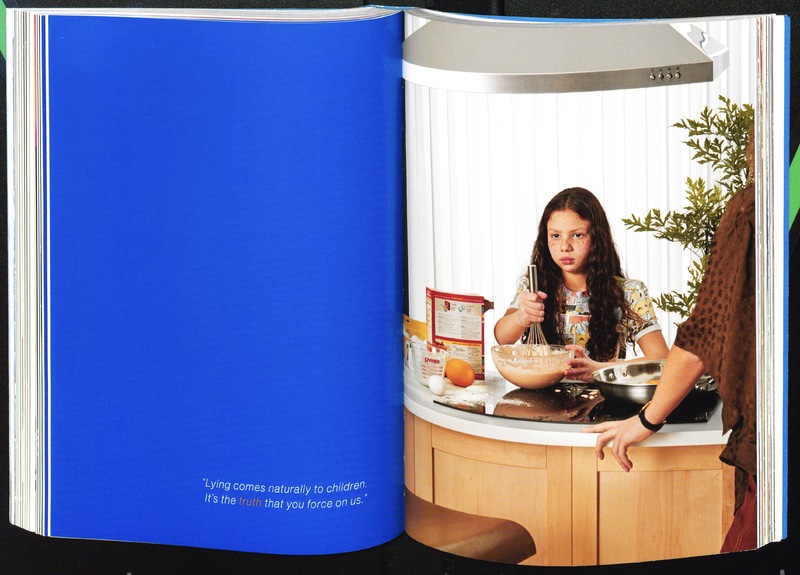 "Lying comes naturally to children.
It's the truth that you force on us."